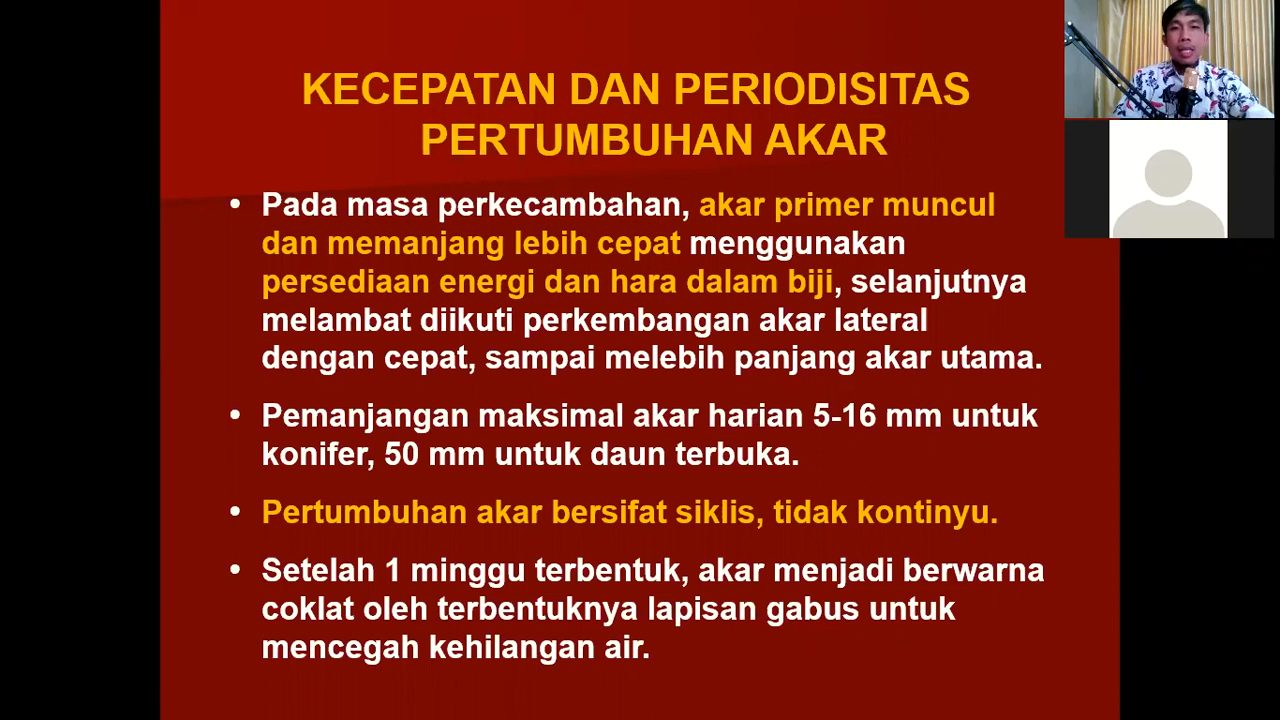 KECEPATAN DAN PERIODISITAS
PERTUMBUHAN AKAR
• Pada masa perkecambahan, akar primer muncul
dan memanjang lebih cepat menggunakan
persediaan energi dan hara dalam biji, selanjutnya
melambat diikuti perkembangan akar lateral
dengan cepat, sampai melebih panjang akar utama.
• Pemanjangan maksimal akar harian 5-16 mm untuk
konifer, 50 mm untuk daun terbuka.
• Pertumbuhan akar bersifat siklis, tidak kontinyu.
• Setelah 1 minggu terbentuk, akar menjadi berwarna
coklat oleh terbentuknya lapisan gabus untuk
mencegah kehilangan air.